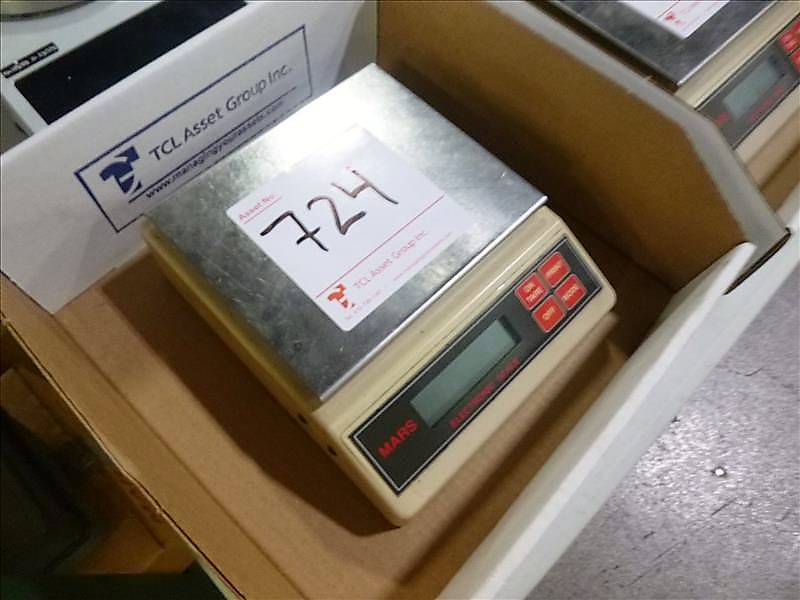 TCL Asset Group Inc.
www.managingyourassets.com
Asset No.
724
TCL Asset Group Inc.
MARS
ELECTRONIC SCALE
ON TARE
PRINT
OFF
MODE